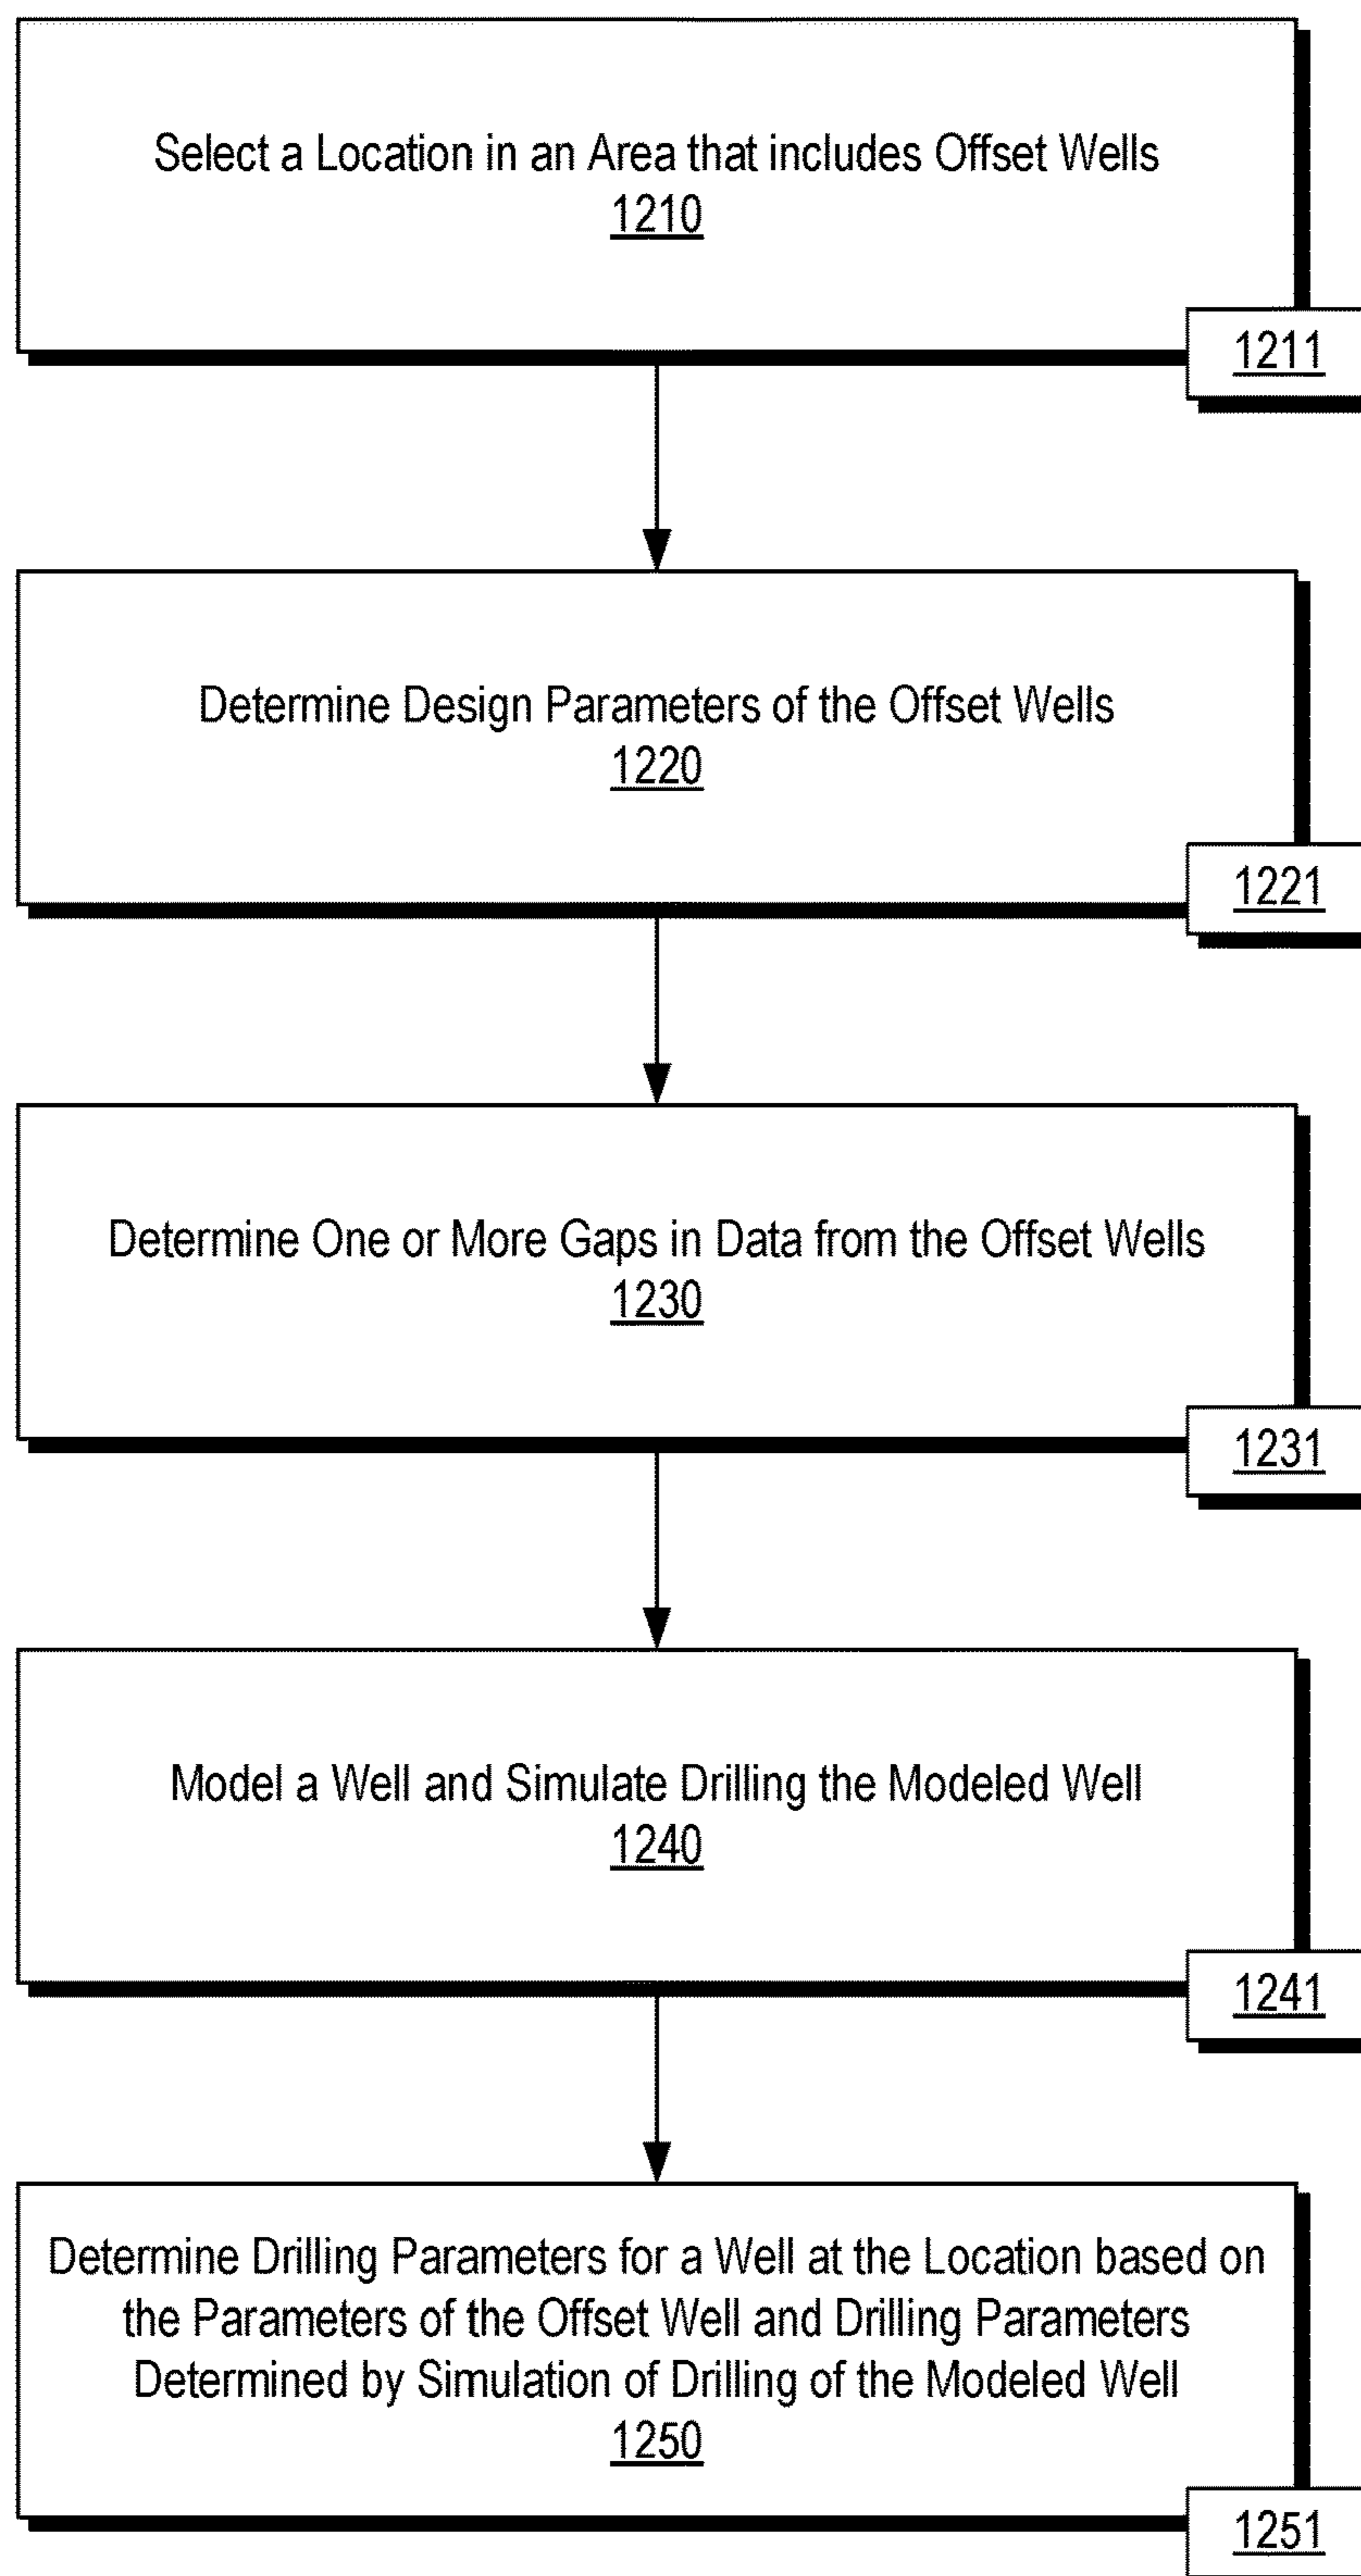 Select a Location in an Area that includes Offset Wells
1210
1211
Determine Design Parameters of the Offset Wells
1220
1221
Determine One or More Gaps in Data from the Offset Wells
1230
1231
Model a Well and Simulate Drilling the Modeled Well
1240
1241
Determine Drilling Parameters for a Well at the Location based on
the Parameters of the Offset Well and Drilling Parameters
Determined by Simulation of Drilling of the Modeled Well
1250
1251